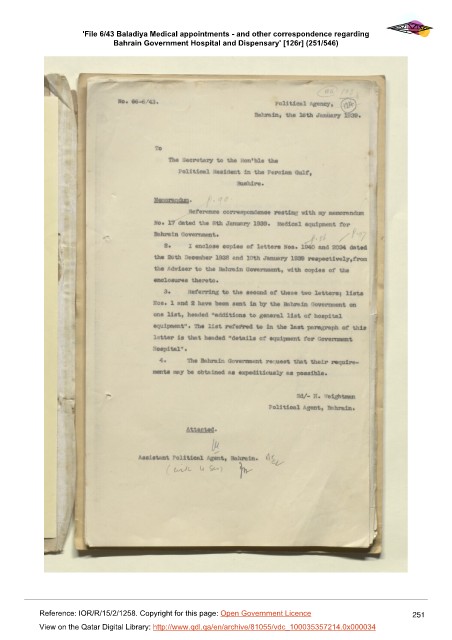 'File 6/43 Baladiya Medical appointments - and other correspondence regarding
Bahrain Government Hospital and Dispensary' [126r] (251/546)
No. 66-6/43.
Political Agency,
Bahrain, the 1939.
To
The Secretary to the Hon'ble the
Political Resident in the Persian Gulf,
Bushire.
Memorandum.
Reference correspondence resting with my memorandum
No. 17 dated the January 1939. Medical equipment for
Bahrain Government.
2. I enclose copies of letters Nos. 1940 and 2034 dated
the December 1938 and January 1939 respectively, from
the Adviser to the Bahrain Government, with copies of the
enclosures thereto.
3. Referring to the second of these two letters; lists
Nos. 1 and 2 have been sent in by the Bahrain Government on
one list, headed "additions to general list of hospital
equipment". The list referred to in the last paragraph of this
letter is that headed "details of equipment for Government
Hospital".
4. The Bahrain Government request that their require-
ments may be obtained as expeditiously as possible.
Sd/- H. Weightman
Political Agent, Bahrain.
Attested.
Assistant Political Agent, Bahrain.
Reference: IOR/R/15/2/1258. Copyright for this page: Open Government Licence
251
View on the Qatar Digital Library: http://www.qdl.qa/en/archive/81055/vdc_100035357214.0x000034